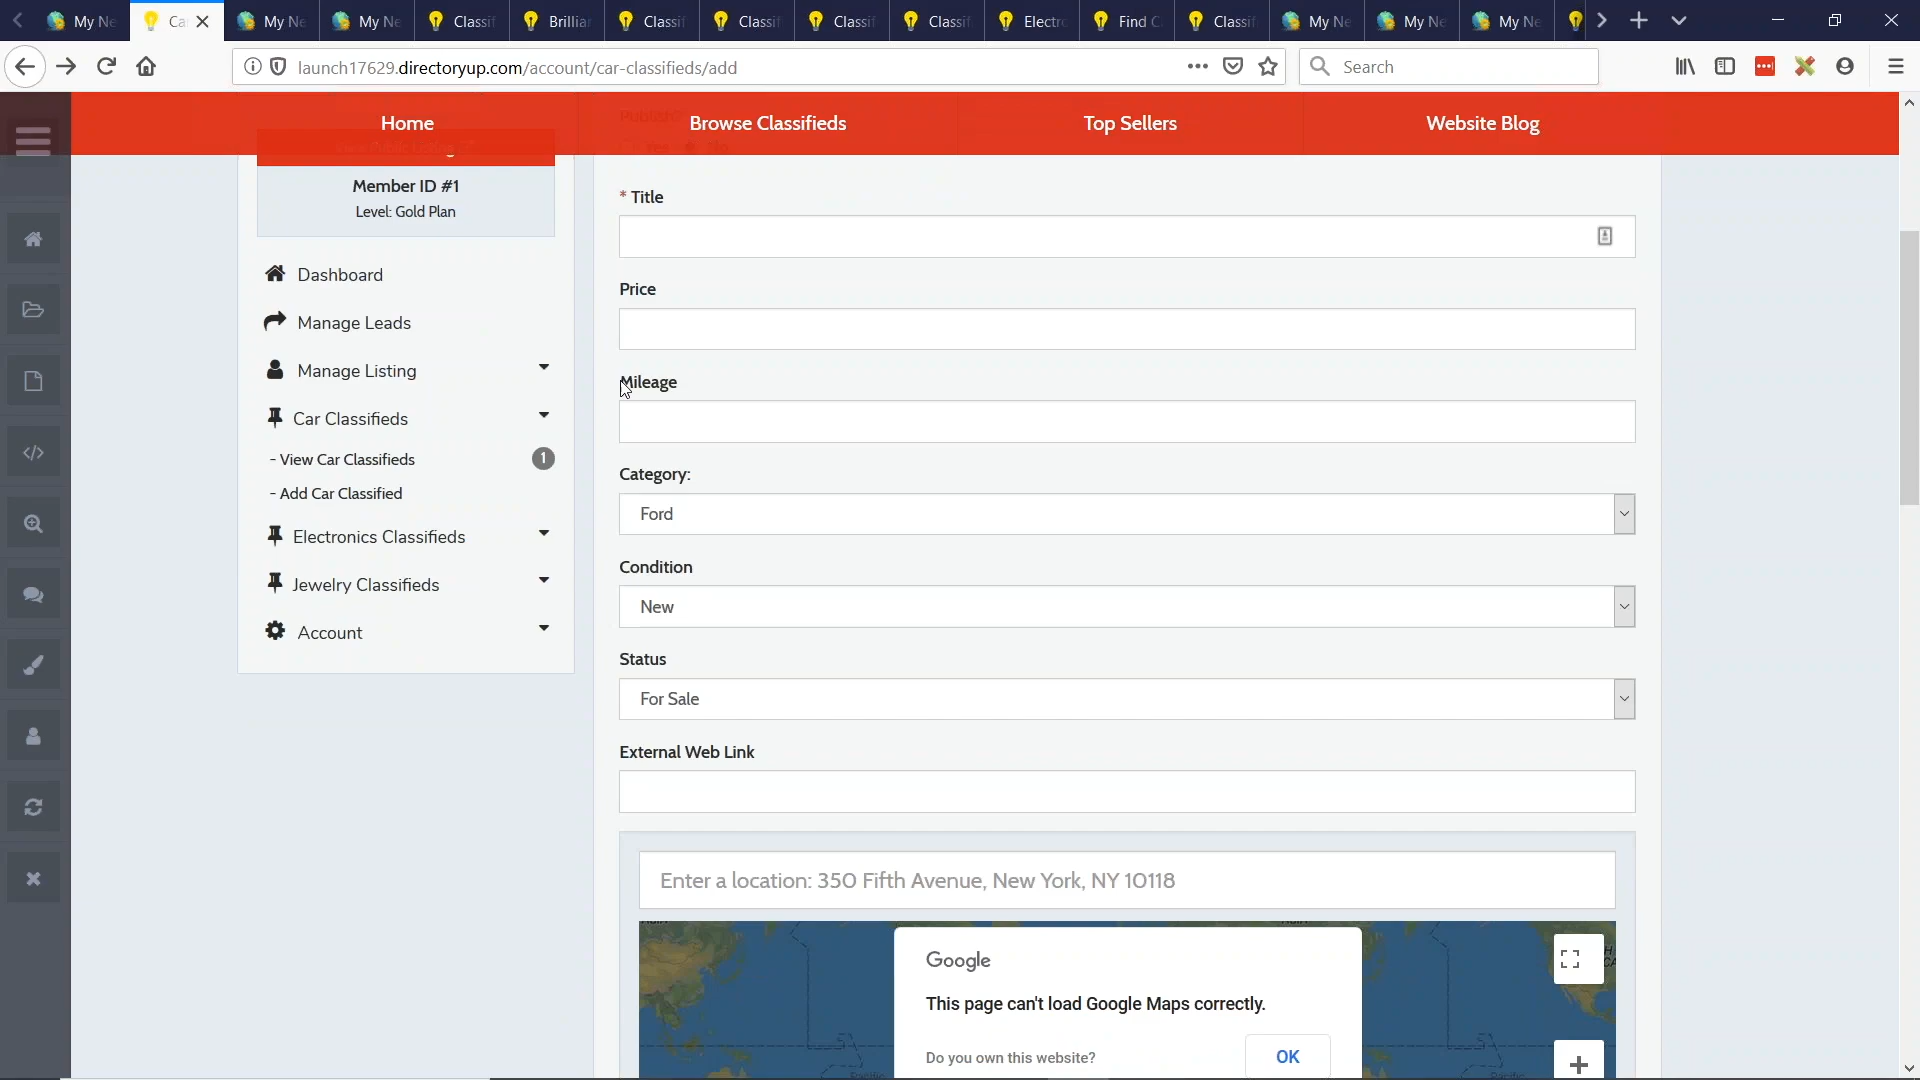 My Ne
Ca
My Ne
My Ne
Classif
Brillian
Classif
Classif
Classif
Classif
Electro
Find C
Classif
My Ne
My Ne
My Ne
launch17629.directoryup.com/account/car-classifieds/add
Search
Home
Browse Classifieds
Top Sellers
Website Blog
Member ID #1
Level: Gold Plan
Dashboard
Manage Leads
Manage Listing
Car Classifieds
- View Car Classifieds
1
- Add Car Classified
Electronics Classifieds
Jewelry Classifieds
Account
* Title
Price
Mileage
Category:
Ford
Condition
New
Status
For Sale
External Web Link
Enter a location: 350 Fifth Avenue, New York, NY 10118
Google
This page can't load Google Maps correctly.
Do you own this website?
OK